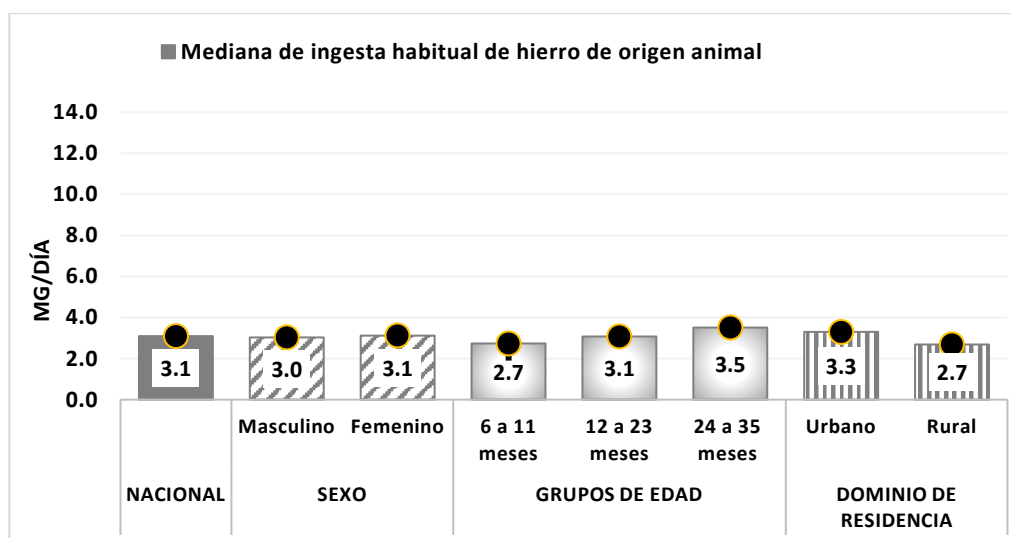 Mediana de ingesta habitual de hierro de origen animal
MG/DÍA
14.0
12.0
10.0
8.0
6.0
4.0
2.0
0.0
3.1
3.0
3.1
2.7
3.1
3.5
3.3
2.7
Masculino Femenino 6 a 11 12 a 23 24 a 35 Urbano Rural
meses meses meses
NACIONAL SEXO GRUPOS DE EDAD DOMINIO DE
RESIDENCIA